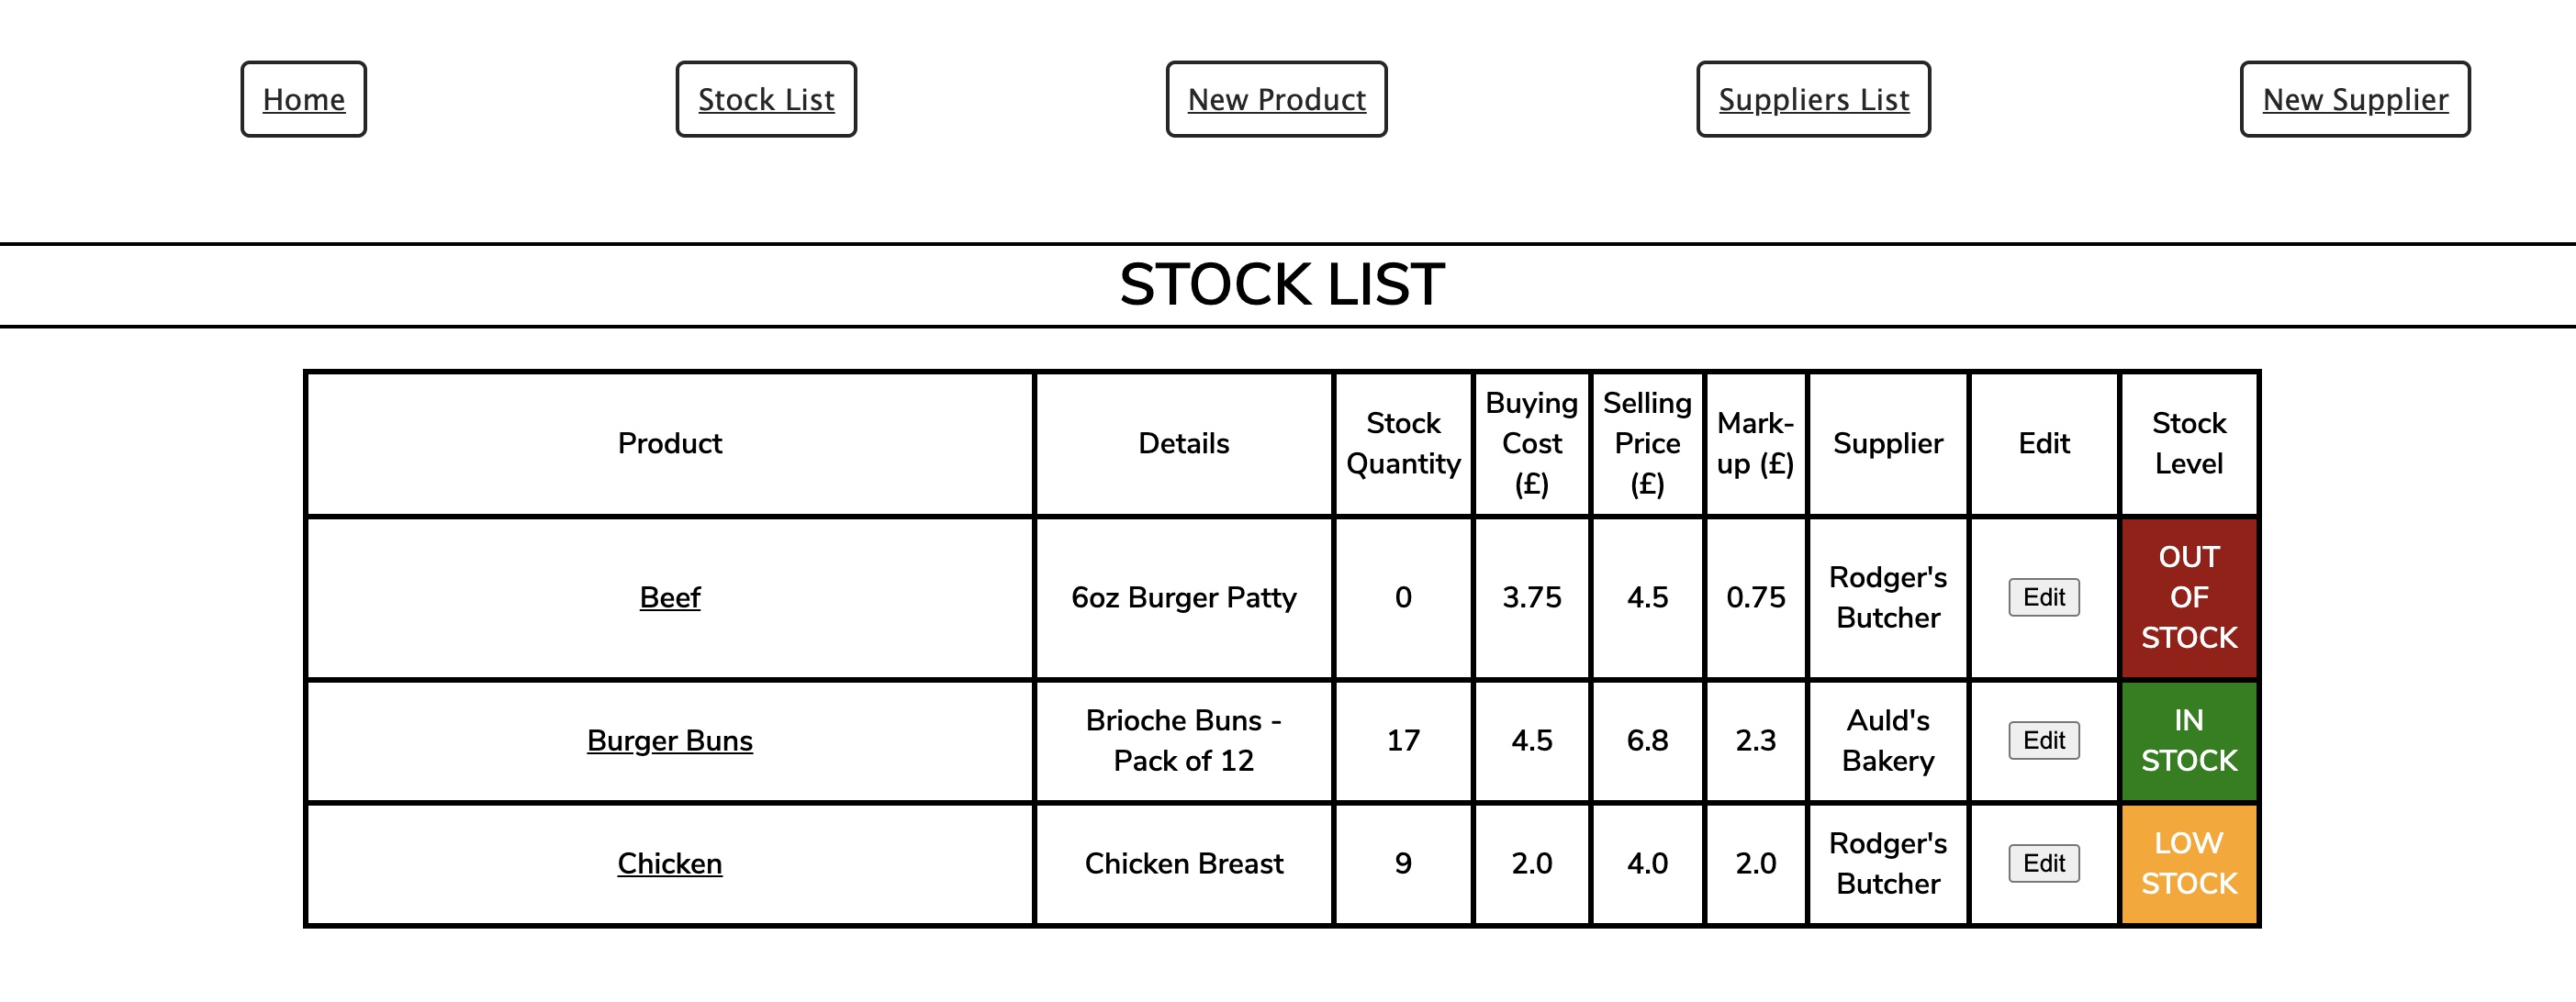 Home
Stock List
New Product
Suppliers List
New Supplier
STOCK LIST
Product
Details
Stock
Quantity
Buying
Cost
(£)
Selling
Price
(£)
Mark-
up (£)
Supplier
Edit
Stock
Level
Beef
6oz Burger Patty
0
3.75
4.5
0.75
Rodger's
Butcher
Edit
OUT
OF
STOCK
Burger Buns
Brioche Buns -
Pack of 12
17
4.5
6.8
2.3
Auld's
Bakery
Edit
IN
STOCK
Chicken
Chicken Breast
9
2.0
4.0
2.0
Rodger's
Butcher
Edit
LOW
STOCK